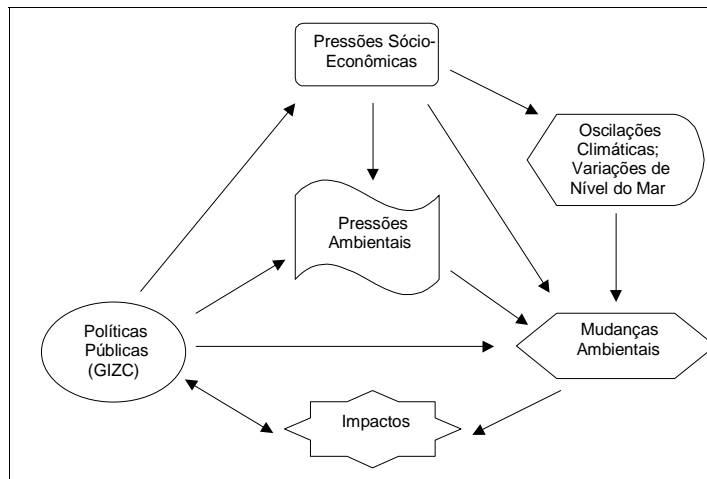 Pressões Sócio-
Econômicas
Oscilações
Climáticas;
Variações de
Nível do Mar
Pressões
Ambientais
Políticas
Públicas
(GIZC)
Mudanças
Ambientais
Impactos